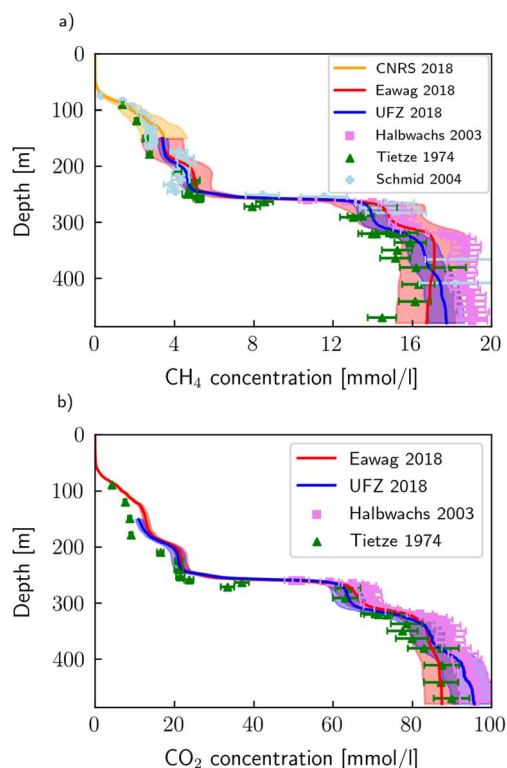 a)
0
100
200
300
400
Depth [m]
CNRS 2018
Eawag 2018
UFZ 2018
Halbwachs 2003
Tietze 1974
Schmid 2004
0 4 8 12 16 20
CH₄ concentration [mmol/l]
b)
0
100
200
300
400
Depth [m]
Eawag 2018
UFZ 2018
Halbwachs 2003
Tietze 1974
0 20 40 60 80 100
CO₂ concentration [mmol/l]